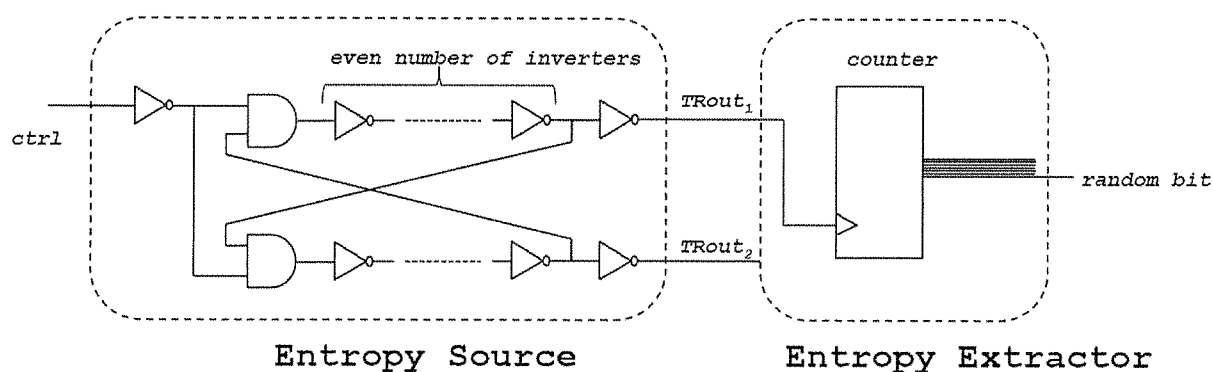 even number of inverters
counter
TRout1
ctrl
random bit
TRout2
Entropy Source
Entropy Extractor